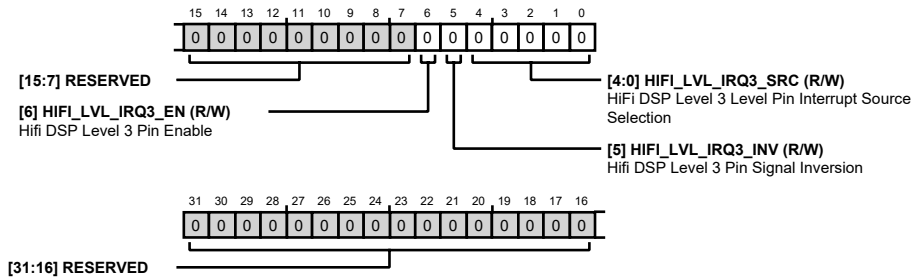 15 14 13 12 11 10 9 8 7 6 5 4 3 2 1 0
0 0 0 0 0 0 0 0 0 0 0 0 0 0 0 0
[15:7] RESERVED
[4:0] HIFI_LVL_IRQ3_SRC (R/W)
HiFi DSP Level 3 Level Pin Interrupt Source
Selection
[6] HIFI_LVL_IRQ3_EN (R/W)
Hifi DSP Level 3 Pin Enable
[5] HIFI_LVL_IRQ3_INV (R/W)
Hifi DSP Level 3 Pin Signal Inversion
31 30 29 28 27 26 25 24 23 22 21 20 19 18 17 16
0 0 0 0 0 0 0 0 0 0 0 0 0 0 0 0
[31:16] RESERVED